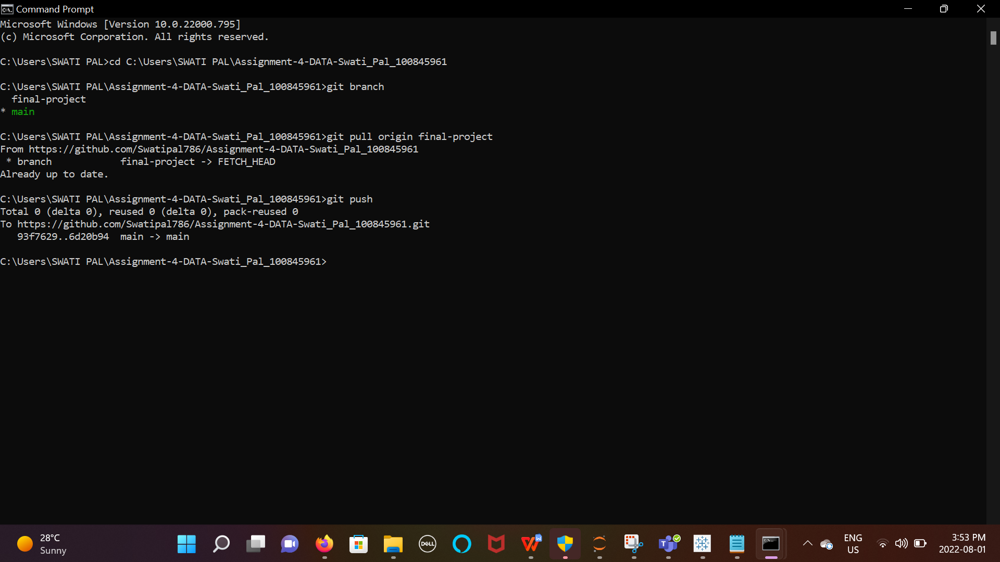 Command Prompt
Microsoft Windows [Version 10.0.22000.795]
(c) Microsoft Corporation. All rights reserved.
C:\Users\SWATI PAL>cd C:\Users\SWATI PAL\Assignment-4-DATA-Swati_Pal_100845961
C:\Users\SWATI PAL\Assignment-4-DATA-Swati_Pal_100845961>git branch
  final-project
* main
C:\Users\SWATI PAL\Assignment-4-DATA-Swati_Pal_100845961>git pull origin final-project
From https://github.com/Swatipal786/Assignment-4-DATA-Swati_Pal_100845961
 * branch            final-project -> FETCH_HEAD
Already up to date.
C:\Users\SWATI PAL\Assignment-4-DATA-Swati_Pal_100845961>git push
Total 0 (delta 0), reused 0 (delta 0), pack-reused 0
To https://github.com/Swatipal786/Assignment-4-DATA-Swati_Pal_100845961.git
   93f7629..6d20b94  main -> main
C:\Users\SWATI PAL\Assignment-4-DATA-Swati_Pal_100845961>
28°C
Sunny
DELL
ENG
US
3:53 PM
2022-08-01